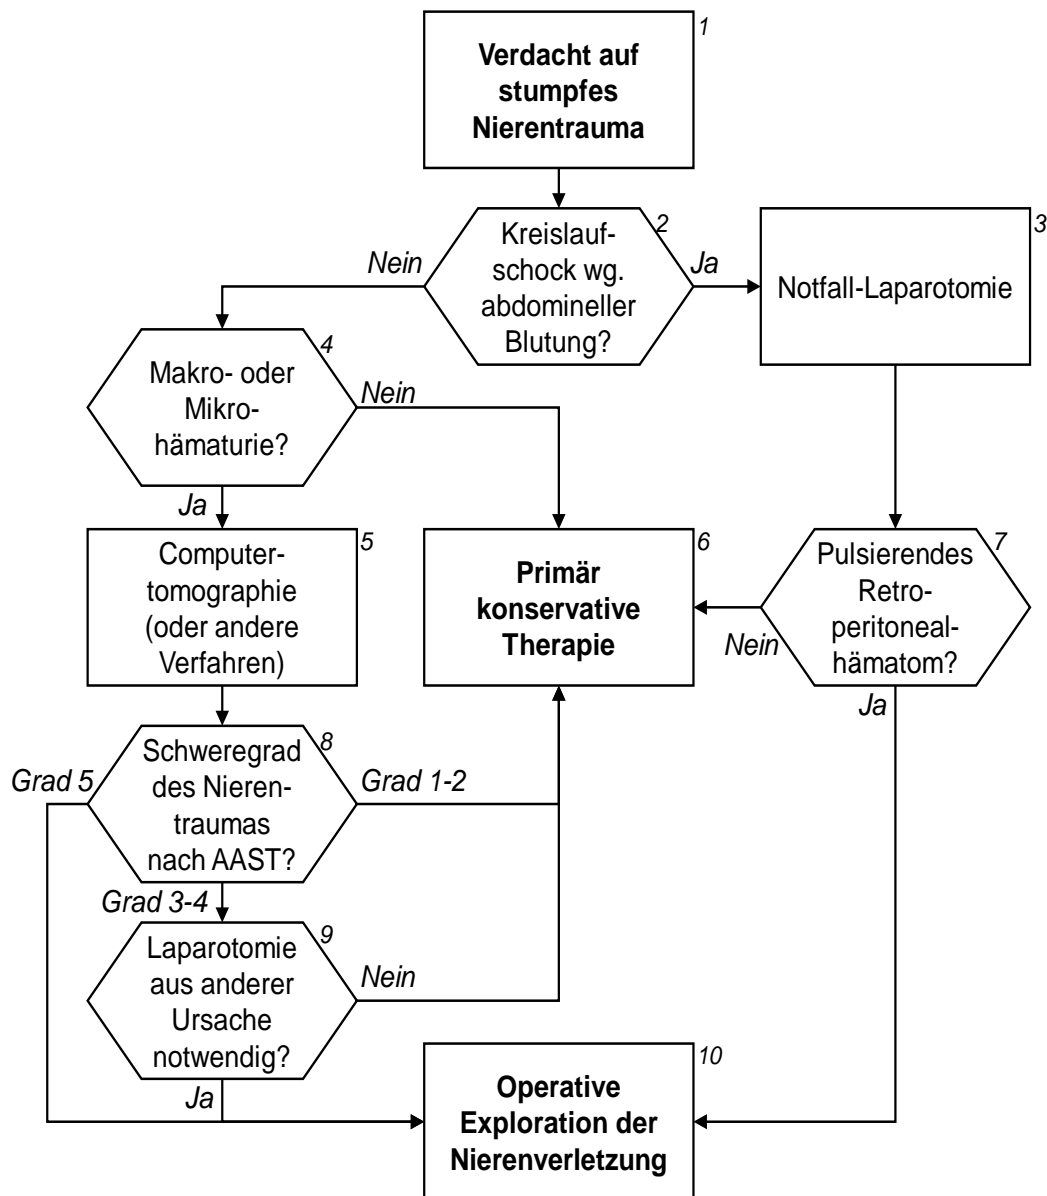 1
Verdacht auf
stumpfes
Nierentrauma
2
Kreislauf-
schock wg.
abdomineller
Blutung?
Nein
Ja
3
Notfall-Laparotomie
4
Makro- oder
Mikro-
hämaturie?
Nein
Ja
5
Computer-
tomographie
(oder andere
Verfahren)
6
Primär
konservative
Therapie
7
Pulsierendes
Retro-
peritoneal-
hämatom?
Nein
Ja
8
Schweregrad
des Nieren-
traumas
nach AAST?
Grad 5
Grad 1-2
Grad 3-4
9
Laparotomie
aus anderer
Ursache
notwendig?
Nein
Ja
10
Operative
Exploration der
Nierenverletzung